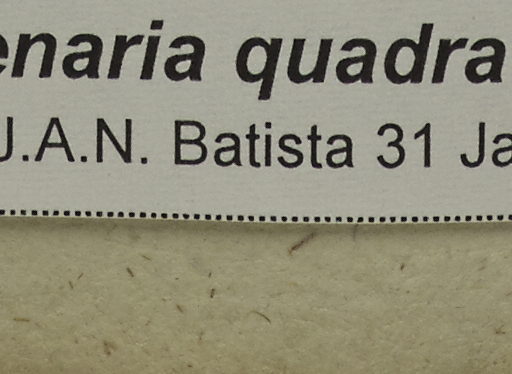 enaria quadra
J.A.N. Batista 31 Ja